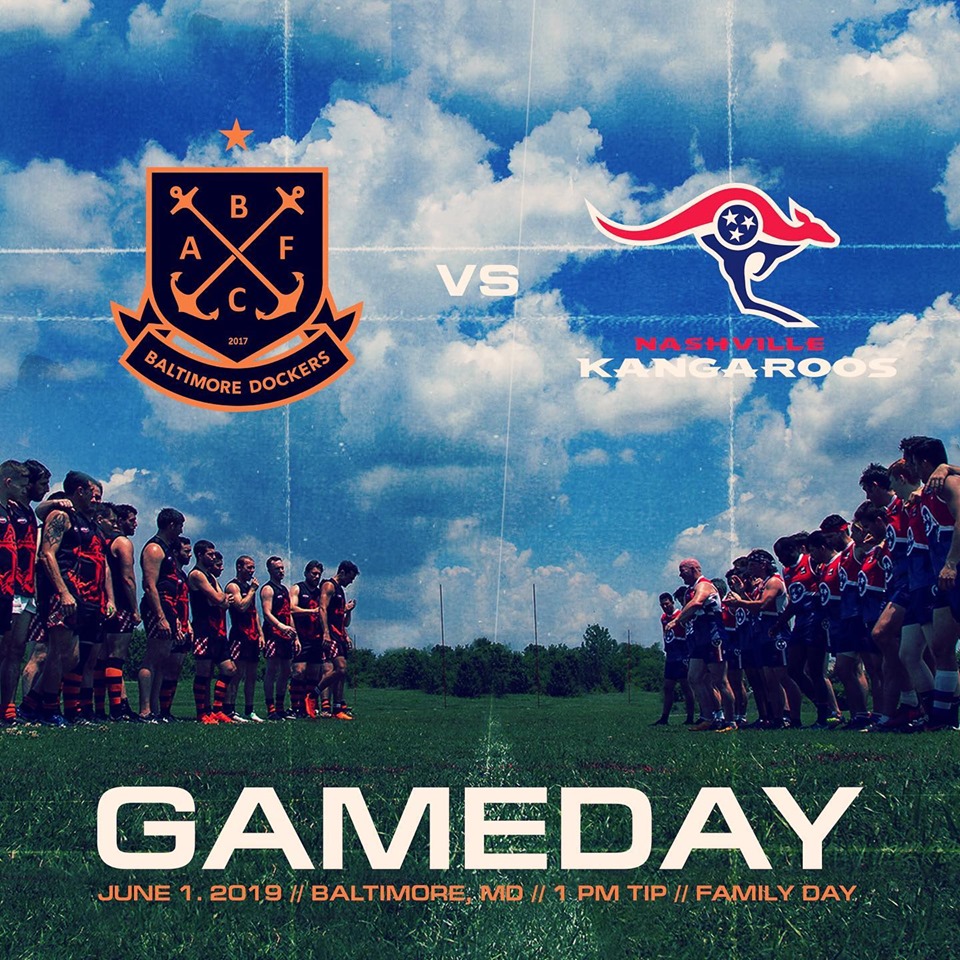 B
A F
C
2017
BALTIMORE DOCKERS
VS
NASHVILLE
KANGAROOS
GAMEDAY
JUNE 1. 2019 // BALTIMORE, MD // 1 PM TIP // FAMILY DAY